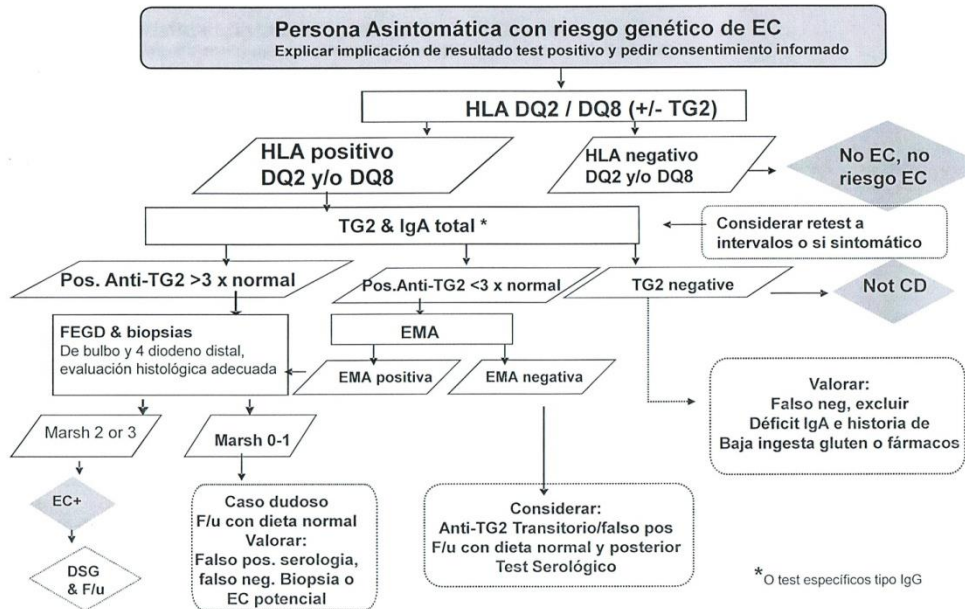 Persona Asintomática con riesgo genético de EC
Explicar implicación de resultado test positivo y pedir consentimiento informado
HLA DQ2 / DQ8 (+/- TG2)
HLA positivo
DQ2 y/o DQ8
HLA negativo
DQ2 y/o DQ8
No EC, no
riesgo EC
TG2 & IgA total *
Considerar retest a
intervalos o si sintomático
Pos. Anti-TG2 >3 x normal
Pos.Anti-TG2 <3 x normal
TG2 negative
Not CD
FEGD & biopsias
De bulbo y 4 diodeno distal,
evaluación histológica adecuada
EMA
EMA positiva
EMA negativa
Valorar:
Falso neg, excluir
Déficit IgA e historia de
Baja ingesta gluten o fármacos
Marsh 2 or 3
Marsh 0-1
EC+
DSG
& F/u
Caso dudoso
F/u con dieta normal
Valorar:
Falso pos. serologia,
falso neg. Biopsia o
EC potencial
Considerar:
Anti-TG2 Transitorio/falso pos
F/u con dieta normal y posterior
Test Serológico
*O test específicos tipo IgG